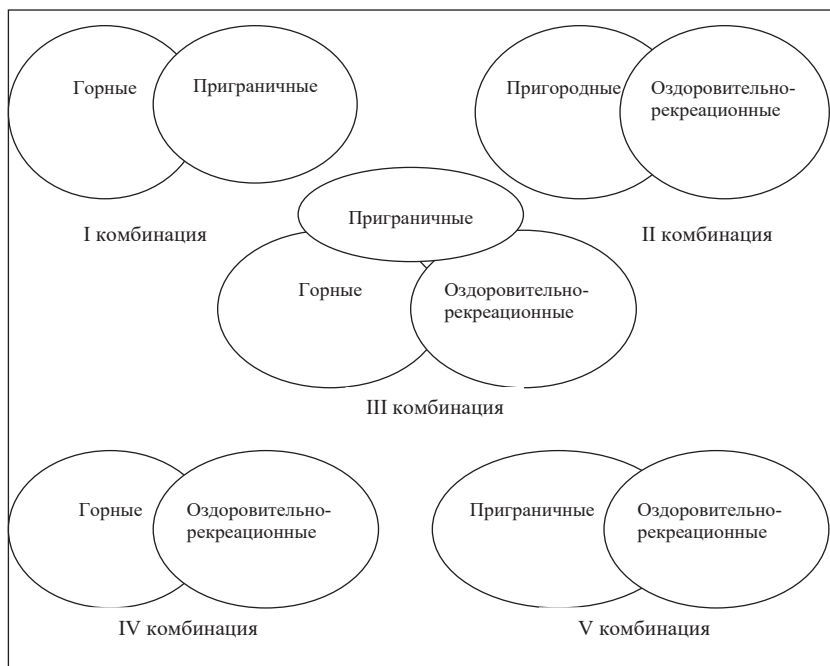 Горные
Приграничные
I комбинация
Пригородные
Оздоровительно-
рекреационные
II комбинация
Приграничные
Горные
Оздоровительно-
рекреационные
III комбинация
Горные
Оздоровительно-
рекреационные
IV комбинация
Приграничные
Оздоровительно-
рекреационные
V комбинация